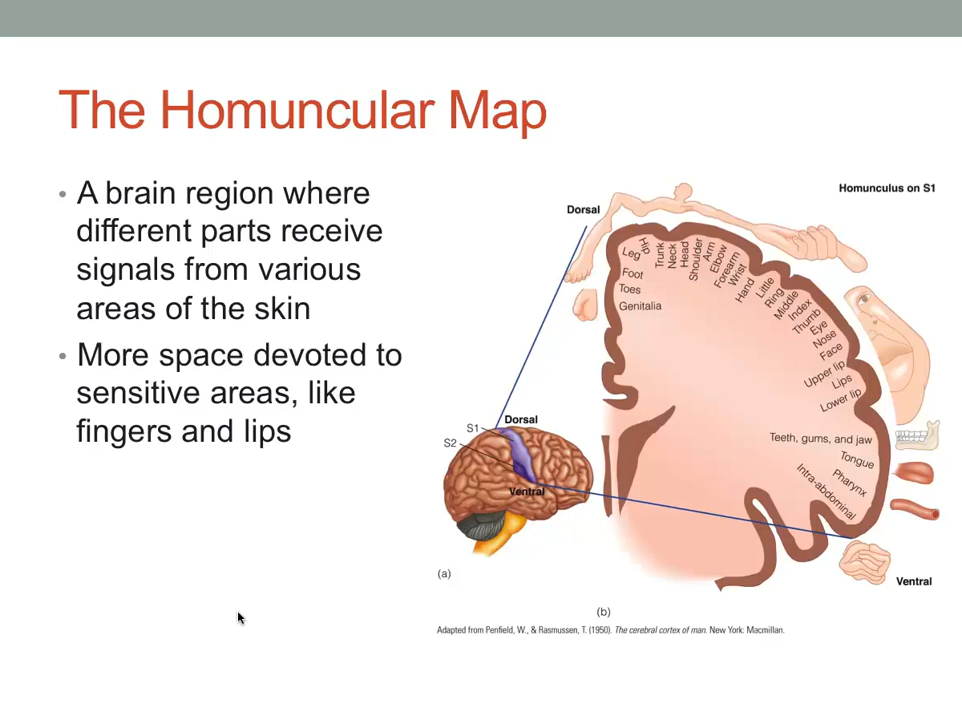 The Homuncular Map
• A brain region where
different parts receive
signals from various
areas of the skin
• More space devoted to
sensitive areas, like
fingers and lips
Homunculus on S1
Dorsal
Leg
Hip
Trunk
Neck
Head
Shoulder
Arm
Elbow
Forearm
Wrist
Hand
Little
Ring
Middle
Index
Thumb
Eye
Nose
Face
Upper lip
Lips
Lower lip
Foot
Toes
Genitalia
Teeth, gums, and jaw
Tongue
Pharynx
Intra-abdominal
Dorsal
S1
S2
Ventral
Ventral
(a)
(b)
Adapted from Penfield, W., & Rasmussen, T. (1950). The cerebral cortex of man. New York: Macmillan.